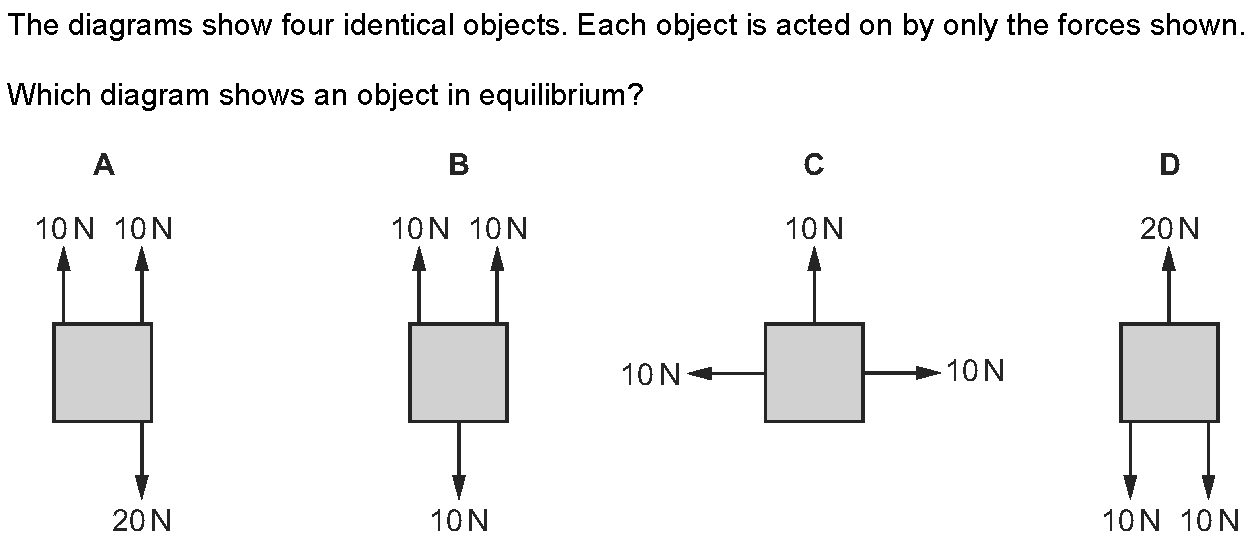 The diagrams show four identical objects. Each object is acted on by only the forces shown.
Which diagram shows an object in equilibrium?
A B C D
10 N 10 N 10 N 10 N 10 N 20 N
10 N 10 N
20 N 10 N 10 N 10 N